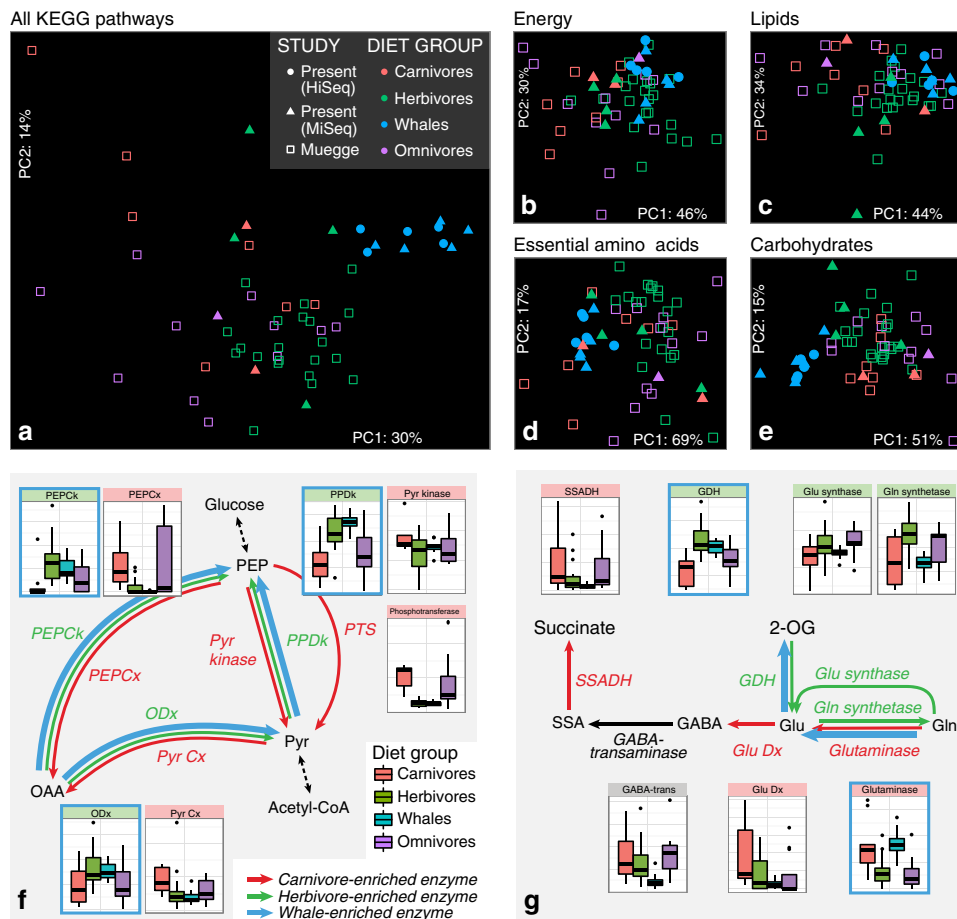 All KEGG pathways
PC2: 14%
STUDY
Present (HiSeq)
Present (MiSeq)
Muegge
DIET GROUP
Carnivores
Herbivores
Whales
Omnivores
a
PC1: 30%
Energy
PC2: 30%
b
PC1: 46%
Lipids
PC2: 34%
c
PC1: 44%
Essential amino acids
PC2: 17%
d
PC1: 69%
Carbohydrates
PC2: 15%
e
PC1: 51%
PEPCk
PEPCx
Glucose
PPDk
Pyr kinase
PEP
Phosphotransferase
PEPCk
PEPCx
Pyr
kinase
PPDk
PTS
ODx
Pyr Cx
Pyr
OAA
Acetyl-CoA
ODx
Pyr Cx
Diet group
Carnivores
Herbivores
Whales
Omnivores
f
Carnivore-enriched enzyme
Herbivore-enriched enzyme
Whale-enriched enzyme
SSADH
GDH
Glu synthase
Gln synthetase
Succinate
2-OG
SSADH
GDH
Glu synthase
Gln synthetase
SSA
GABA
Glu
Gln
GABA-
transaminase
Glu Dx
Glutaminase
GABA-trans
Glu Dx
Glutaminase
g